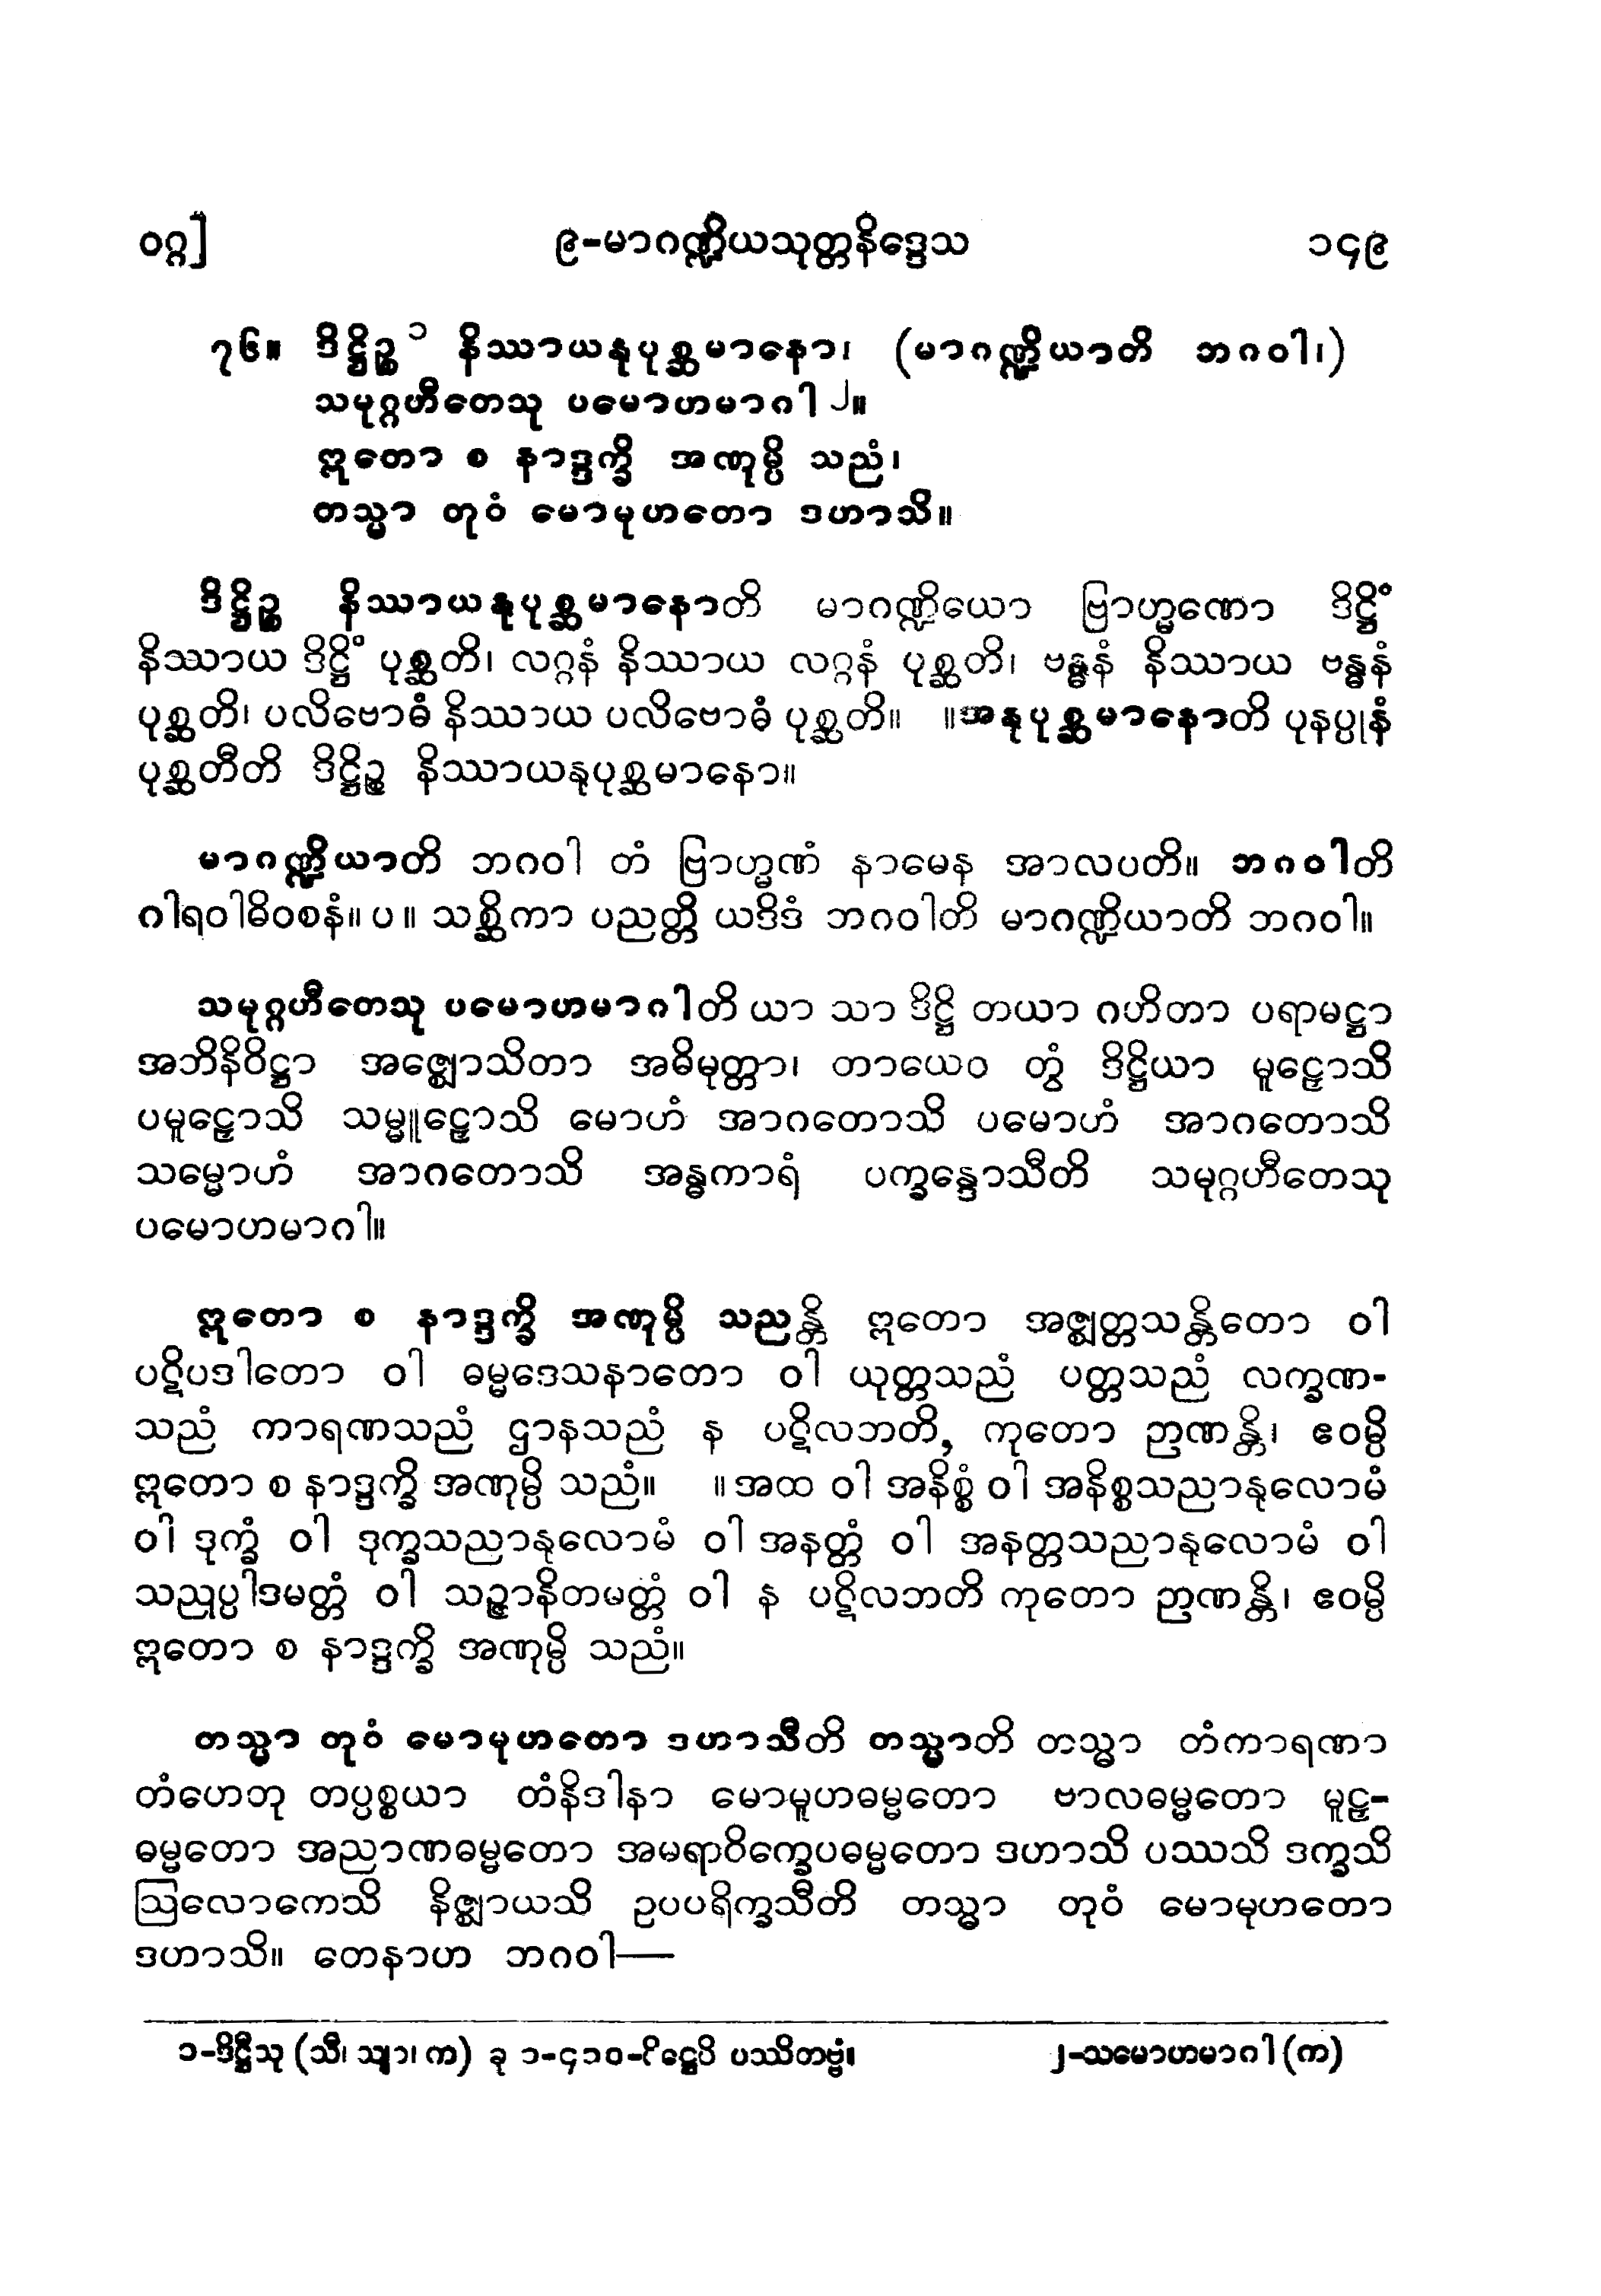 ဝဂ္ဂ] ၉-မာဂဏ္ဍိယသုတ္တနိဒ္ဒေသ ၁၄၉
၇၆။ ဒိဋ္ဌိဉ္စ ၁ နိဿာယနုပုစ္ဆမာနော၊ (မာဂဏ္ဍိယာတိ ဘဂဝါ၊)
သမုဂ္ဂဟီတေသု ပမောဟမာဂါ ၂။
ဣတော စ နာဒ္ဒက္ခိ အဏုမ္ပိ သညံ၊
တသ္မာ တုဝံ မောမုဟတော ဒဟာသိ။
ဒိဋ္ဌိဉ္စ နိဿာယနုပုစ္ဆမာနောတိ မာဂဏ္ဍိယော ဗြာဟ္မဏော ဒိဋ္ဌိံ
နိဿာယ ဒိဋ္ဌိံ ပုစ္ဆတိ၊ လဂ္ဂနံ နိဿာယ လဂ္ဂနံ ပုစ္ဆတိ၊ ဗန္ဓနံ နိဿာယ ဗန္ဓနံ
ပုစ္ဆတိ၊ ပလိဗောဓံ နိဿာယ ပလိဗောဓံ ပုစ္ဆတိ။ ။အနုပုစ္ဆမာနောတိ ပုနပ္ပုနံ
ပုစ္ဆတီတိ ဒိဋ္ဌိဉ္စ နိဿာယနုပုစ္ဆမာနော။
မာဂဏ္ဍိယာတိ ဘဂဝါ တံ ဗြာဟ္မဏံ နာမေန အာလပတိ။ ဘဂဝါတိ
ဂါရဝါဓိဝစနံ။ ပ ။ သစ္ဆိကာ ပညတ္တိ ယဒိဒံ ဘဂဝါတိ မာဂဏ္ဍိယာတိ ဘဂဝါ။
သမုဂ္ဂဟီတေသု ပမောဟမာဂါတိ ယာ သာ ဒိဋ္ဌိ တယာ ဂဟိတာ ပရာမဋ္ဌာ
အဘိနိဝိဋ္ဌာ အဇ္ဈောသိတာ အဓိမုတ္တာ၊ တာယေဝ တွံ ဒိဋ္ဌိယာ မူဠှောသိ
ပမူဠှောသိ သမ္မူဠှောသိ မောဟံ အာဂတောသိ ပမောဟံ အာဂတောသိ
သမ္မောဟံ အာဂတောသိ အန္ဓကာရံ ပက္ခန္ဒောသီတိ သမုဂ္ဂဟီတေသု
ပမောဟမာဂါ။
ဣတော စ နာဒ္ဒက္ခိ အဏုမ္ပိ သညန္တိ ဣတော အဇ္ဈတ္တသန္တိတော ဝါ
ပဋိပဒါတော ဝါ ဓမ္မဒေသနာတော ဝါ ယုတ္တသညံ ပတ္တသညံ လက္ခဏ-
သညံ ကာရဏသညံ ဌာနသညံ န ပဋိလဘတိ, ကုတော ဉာဏန္တိ၊ ဧဝမ္ပိ
ဣတော စ နာဒ္ဒက္ခိ အဏုမ္ပိ သညံ။ ။အထ ဝါ အနိစ္စံ ဝါ အနိစ္စသညာနုလောမံ
ဝါ ဒုက္ခံ ဝါ ဒုက္ခသညာနုလောမံ ဝါ အနတ္တံ ဝါ အနတ္တသညာနုလောမံ ဝါ
သညုပ္ပါဒမတ္တံ ဝါ သဉ္ဇာနိတမတ္တံ ဝါ န ပဋိလဘတိ ကုတော ဉာဏန္တိ၊ ဧဝမ္ပိ
ဣတော စ နာဒ္ဒက္ခိ အဏုမ္ပိ သညံ။
တသ္မာ တုဝံ မောမုဟတော ဒဟာသီတိ တသ္မာတိ တသ္မာ တံကာရဏာ
တံဟေတု တပ္ပစ္စယာ တံနိဒါနာ မောမူဟဓမ္မတော ဗာလဓမ္မတော မူဠှ-
ဓမ္မတော အညာဏဓမ္မတော အမရာဝိက္ခေပဓမ္မတော ဒဟာသိ ပဿသိ ဒက္ခသိ
ဩလောကေသိ နိဇ္ဈာယသိ ဥပပရိက္ခသီတိ တသ္မာ တုဝံ မောမုဟတော
ဒဟာသိ။ တေနာဟ ဘဂဝါ—
၁-ဒိဋ္ဌီသု (သီ၊ သျာ၊ က) ခု ၁-၄၁၀-ပိဋ္ဌေပိ ပဿိတဗ္ဗံ။ ၂-သမောဟမာဂါ (က)